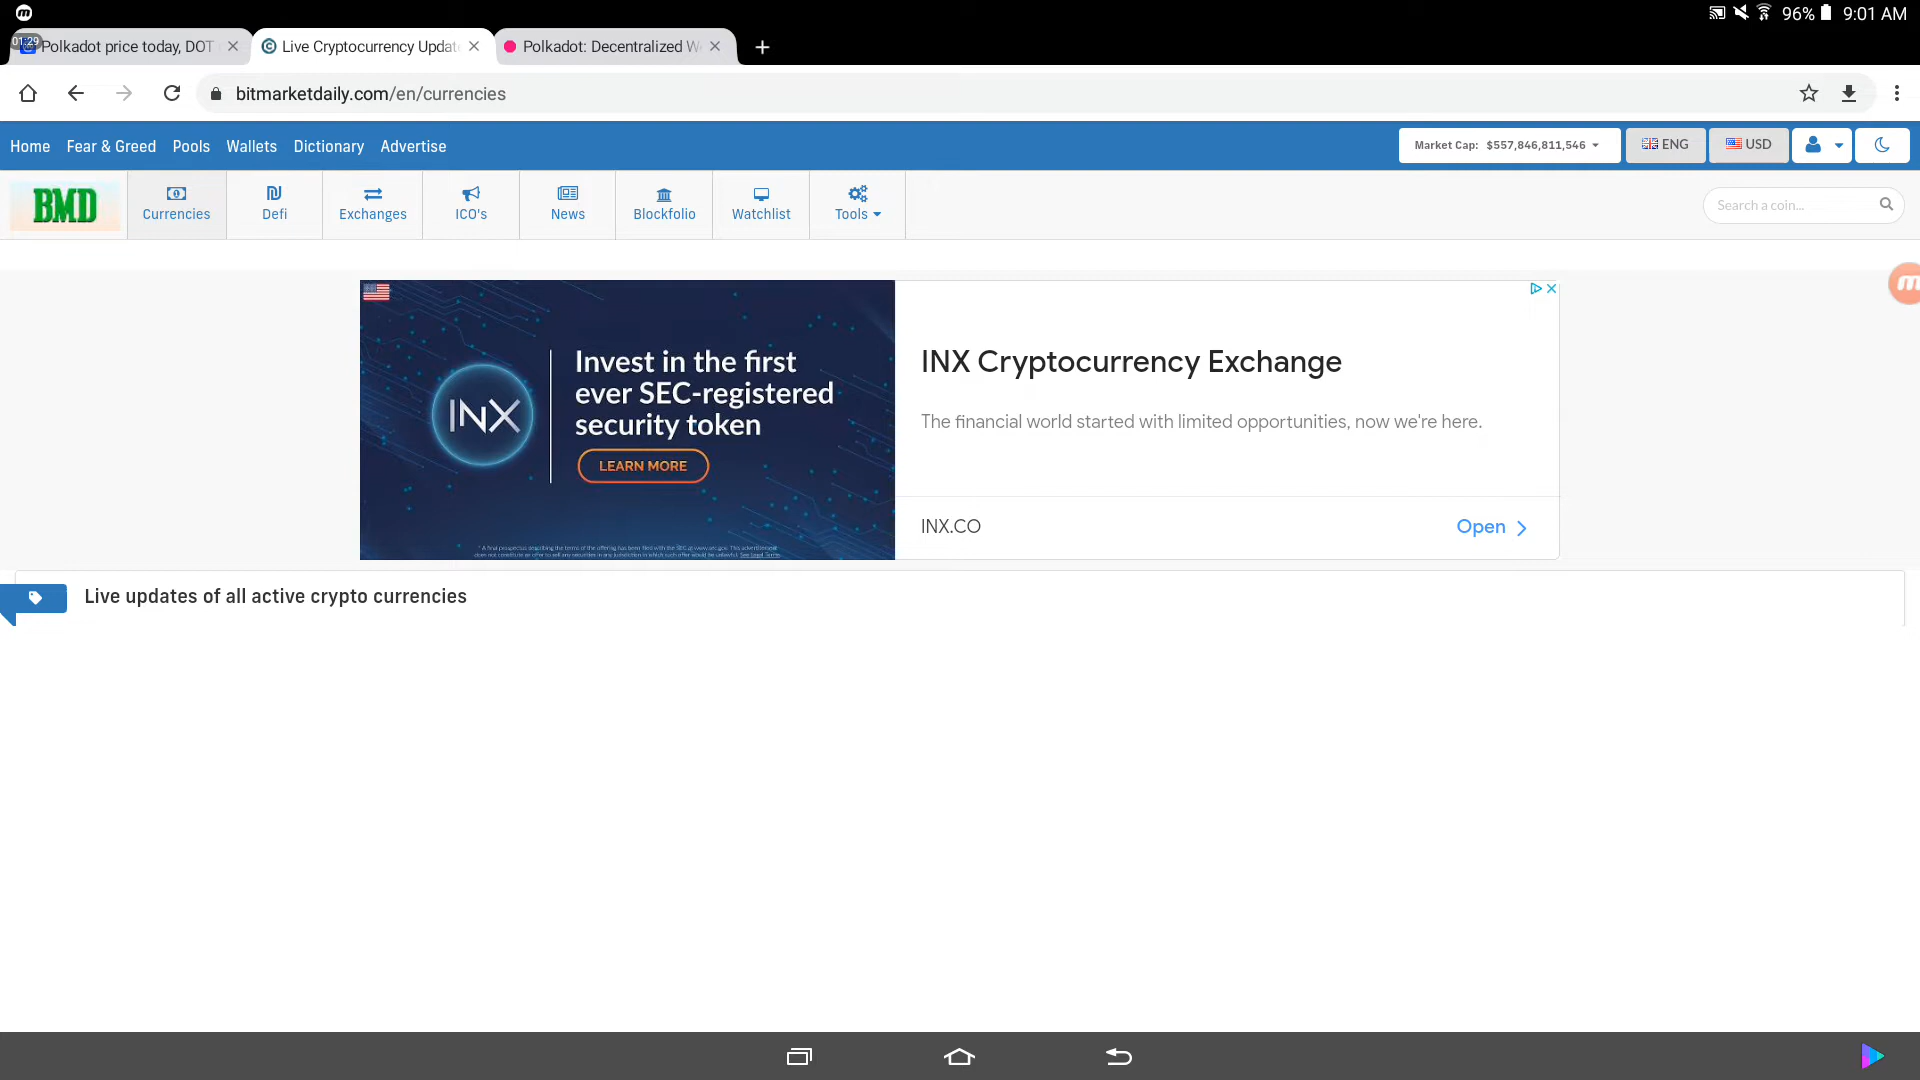 96% 9:01 AM
01:29 Polkadot price today, DOT
Live Cryptocurrency Updat
Polkadot: Decentralized W
bitmarketdaily.com/en/currencies
Home Fear & Greed Pools Wallets Dictionary Advertise
Market Cap: $557,846,811,546 ENG USD
BMD Currencies Defi Exchanges ICO's News Blockfolio Watchlist Tools
Search a coin...
INX
Invest in the first
ever SEC-registered
security token
LEARN MORE
INX Cryptocurrency Exchange
The financial world started with limited opportunities, now we're here.
INX.CO
Open
Live updates of all active crypto currencies